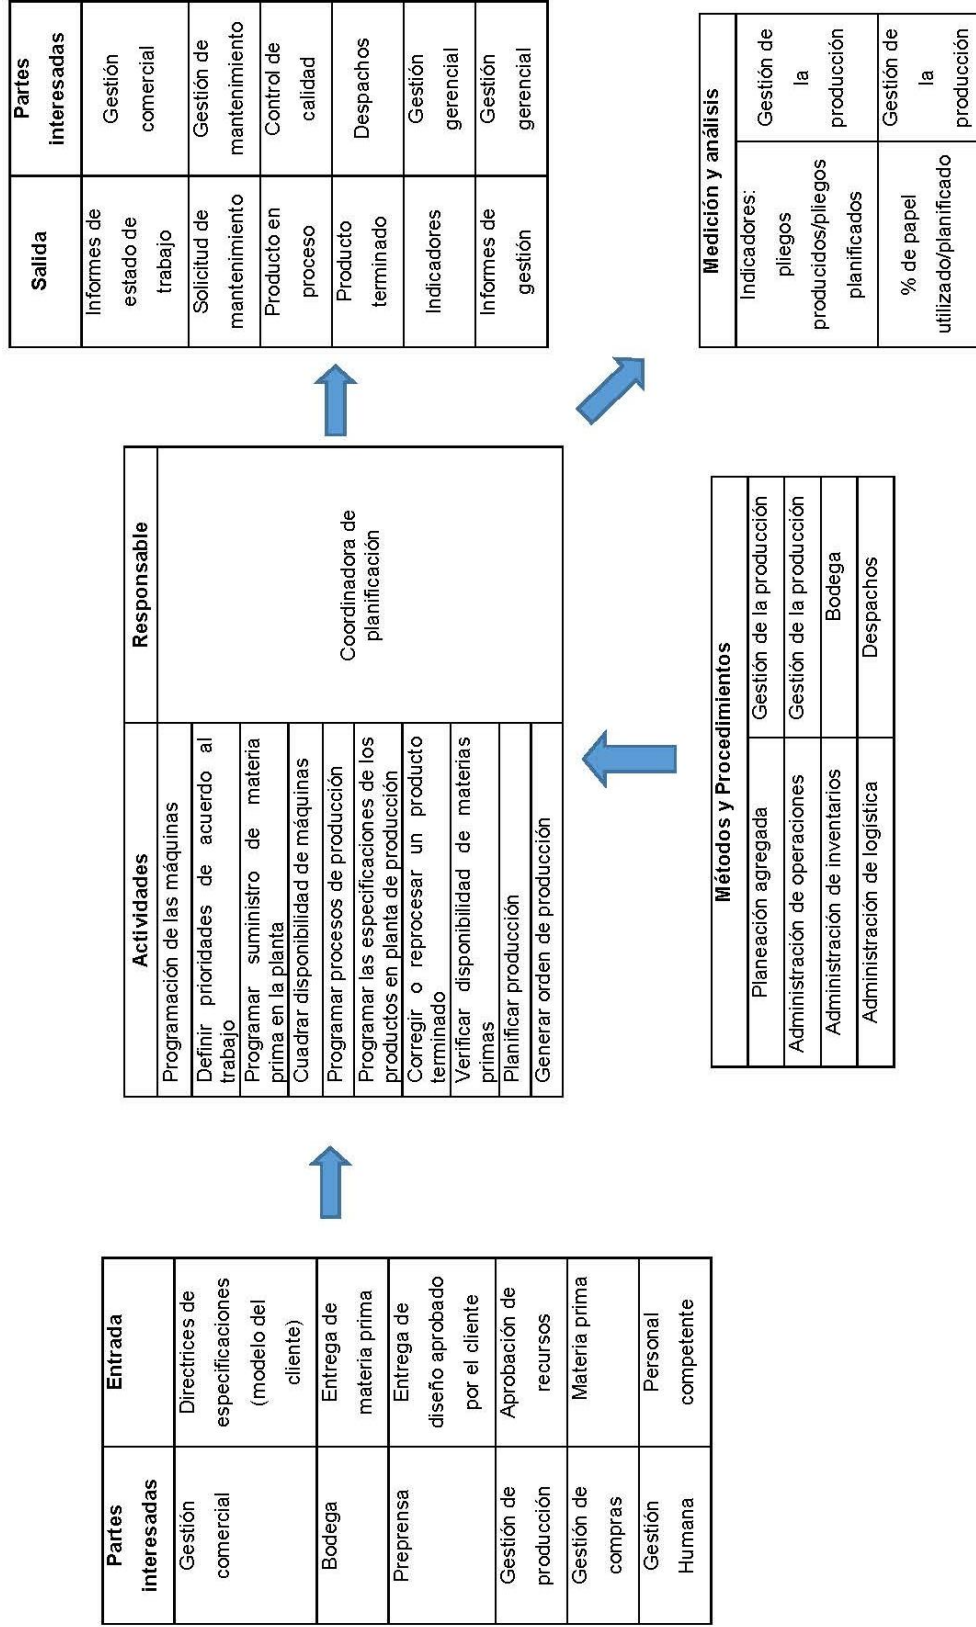 Partes
interesadas
Entrada
Gestión
comercial
Directrices de
especificaciones
(modelo del
cliente)
Bodega
Entrega de
materia prima
Preprensa
Entrega de
diseño aprobado
por el cliente
Gestión de
producción
Aprobación de
recursos
Gestión de
compras
Materia prima
Gestión
Humana
Personal
competente
Actividades
Responsable
Programación de las máquinas
Definir prioridades de acuerdo al
trabajo
Programar suministro de materia
prima en la planta
Cuadrar disponibilidad de máquinas
Programar procesos de producción
Programar las especificaciones de los
productos en planta de producción
Corregir o reprocesar un producto
terminado
Verificar disponibilidad de materias
primas
Planificar producción
Generar orden de producción
Coordinadora de
planificación
Salida
Partes
interesadas
Informes de
estado de
trabajo
Gestión
comercial
Solicitud de
mantenimiento
Gestión de
mantenimiento
Producto en
proceso
Control de
calidad
Producto
terminado
Despachos
Indicadores
Gestión
gerencial
Informes de
gestión
Gestión
gerencial
Métodos y Procedimientos
Planeación agregada
Gestión de la producción
Administración de operaciones
Gestión de la producción
Administración de inventarios
Bodega
Administración de logística
Despachos
Medición y análisis
Indicadores:
pliegos
producidos/pliegos
planificados
Gestión de
la
producción
% de papel
utilizado/planificado
Gestión de
la
producción